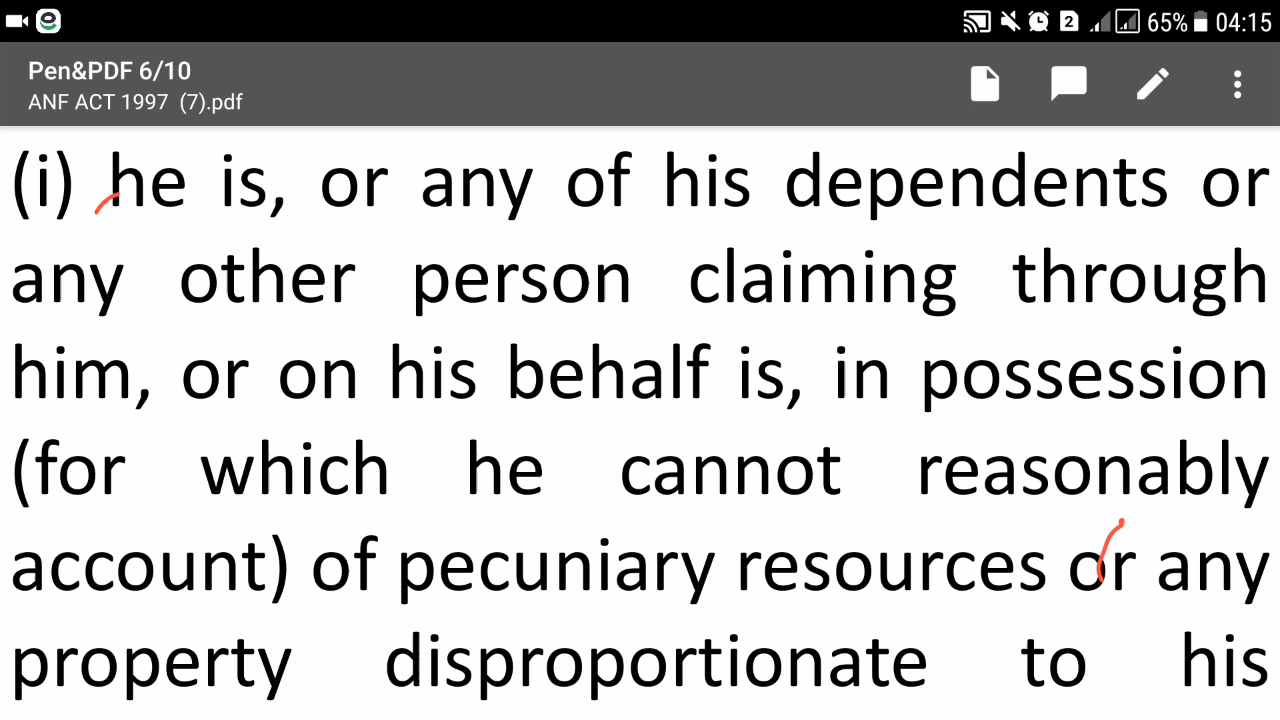 65% 04:15
Pen&PDF 6/10
ANF ACT 1997 (7).pdf
(i) he is, or any of his dependents or
any other person claiming through
him, or on his behalf is, in possession
(for which he cannot reasonably
account) of pecuniary resources or any
property disproportionate to his